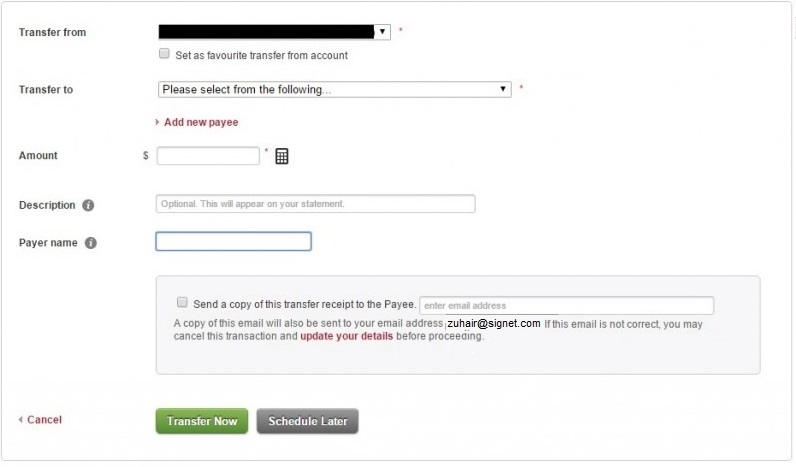 Transfer from *
Set as favourite transfer from account
Transfer to Please select from the following... *
Add new payee
Amount $ *
Description Optional. This will appear on your statement.
Payer name
Send a copy of this transfer receipt to the Payee. enter email address
A copy of this email will also be sent to your email address zuhair@signet.com If this email is not correct, you may
cancel this transaction and update your details before proceeding.
Cancel Transfer Now Schedule Later